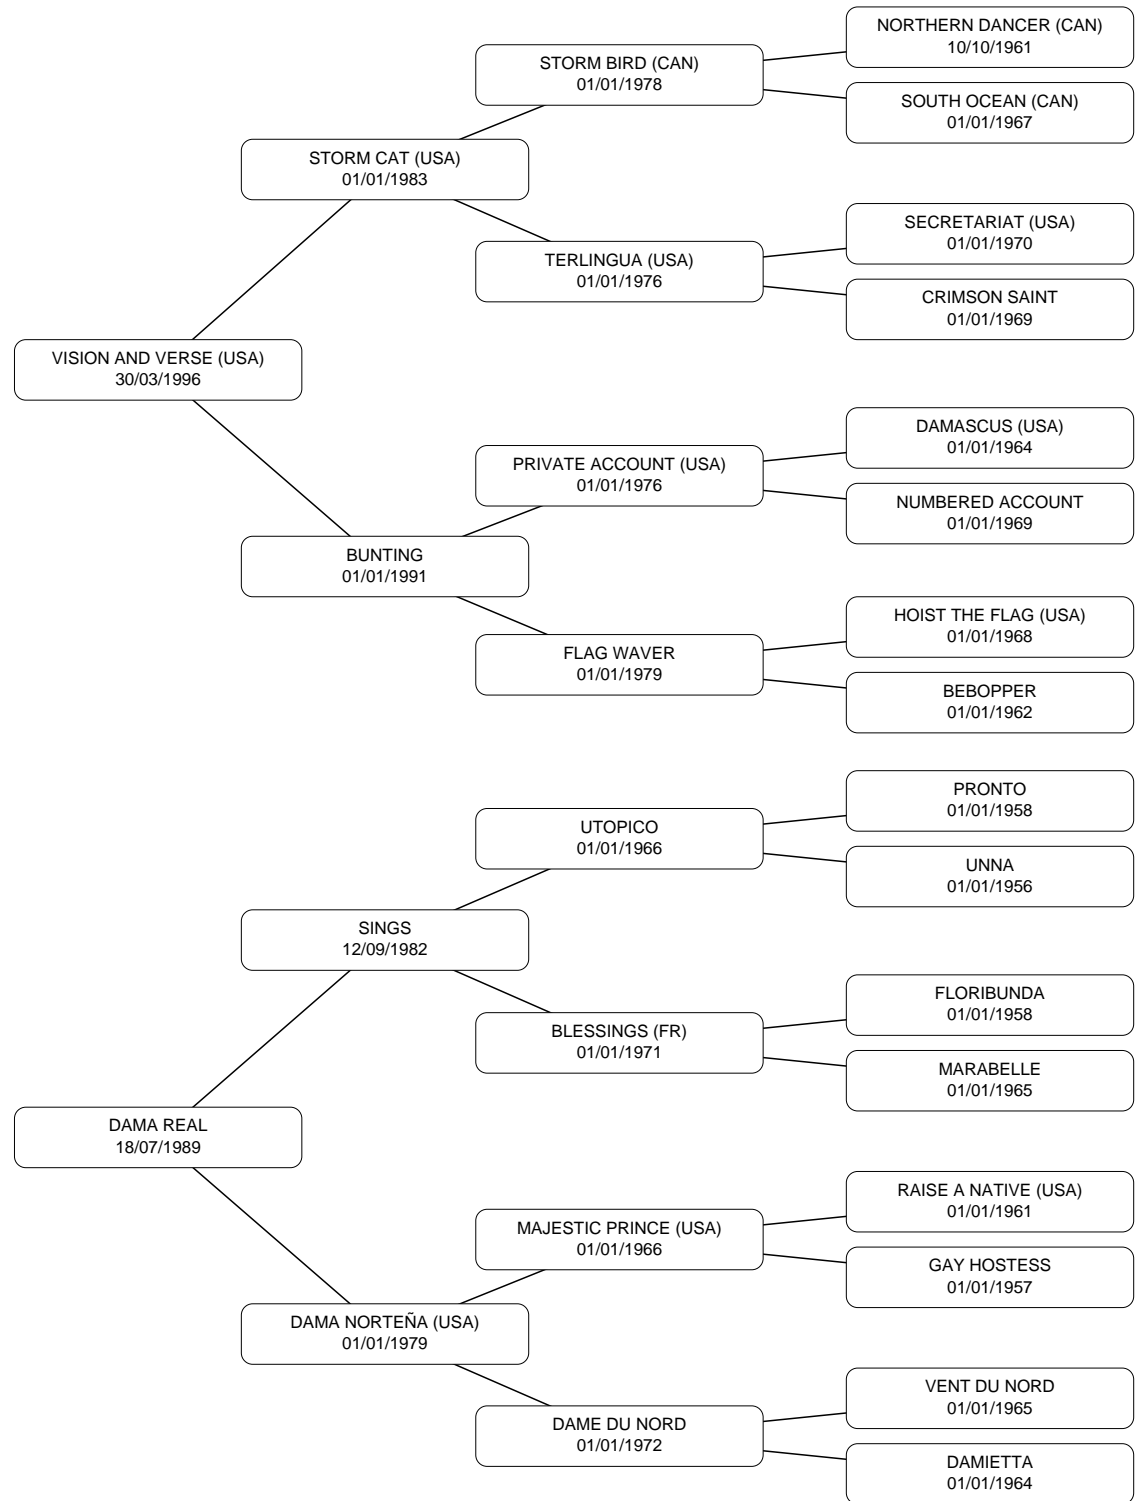 NORTHERN DANCER (CAN)
10/10/1961
STORM BIRD (CAN)
01/01/1978
SOUTH OCEAN (CAN)
01/01/1967
STORM CAT (USA)
01/01/1983
SECRETARIAT (USA)
01/01/1970
TERLINGUA (USA)
01/01/1976
CRIMSON SAINT
01/01/1969
VISION AND VERSE (USA)
30/03/1996
DAMASCUS (USA)
01/01/1964
PRIVATE ACCOUNT (USA)
01/01/1976
NUMBERED ACCOUNT
01/01/1969
BUNTING
01/01/1991
HOIST THE FLAG (USA)
01/01/1968
FLAG WAVER
01/01/1979
BEBOPPER
01/01/1962
PRONTO
01/01/1958
UTOPICO
01/01/1966
UNNA
01/01/1956
SINGS
12/09/1982
FLORIBUNDA
01/01/1958
BLESSINGS (FR)
01/01/1971
MARABELLE
01/01/1965
DAMA REAL
18/07/1989
RAISE A NATIVE (USA)
01/01/1961
MAJESTIC PRINCE (USA)
01/01/1966
GAY HOSTESS
01/01/1957
DAMA NORTEÑA (USA)
01/01/1979
VENT DU NORD
01/01/1965
DAME DU NORD
01/01/1972
DAMIETTA
01/01/1964